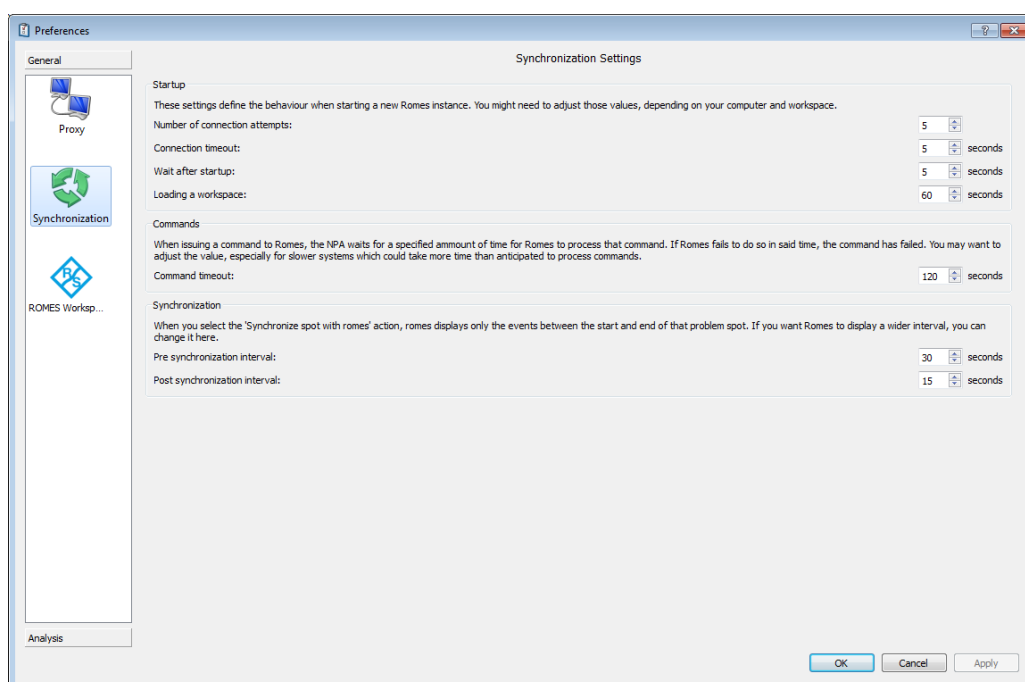 Preferences
General
Proxy
Synchronization
R&S
ROMES Worksp...
Analysis
Synchronization Settings
Startup
These settings define the behaviour when starting a new Romes instance. You might need to adjust those values, depending on your computer and workspace.
Number of connection attempts: 5
Connection timeout: 5 seconds
Wait after startup: 5 seconds
Loading a workspace: 60 seconds
Commands
When issuing a command to Romes, the NPA waits for a specified ammount of time for Romes to process that command. If Romes fails to do so in said time, the command has failed. You may want to
adjust the value, especially for slower systems which could take more time than anticipated to process commands.
Command timeout: 120 seconds
Synchronization
When you select the 'Synchronize spot with romes' action, romes displays only the events between the start and end of that problem spot. If you want Romes to display a wider interval, you can
change it here.
Pre synchronization interval: 30 seconds
Post synchronization interval: 15 seconds
OK Cancel Apply